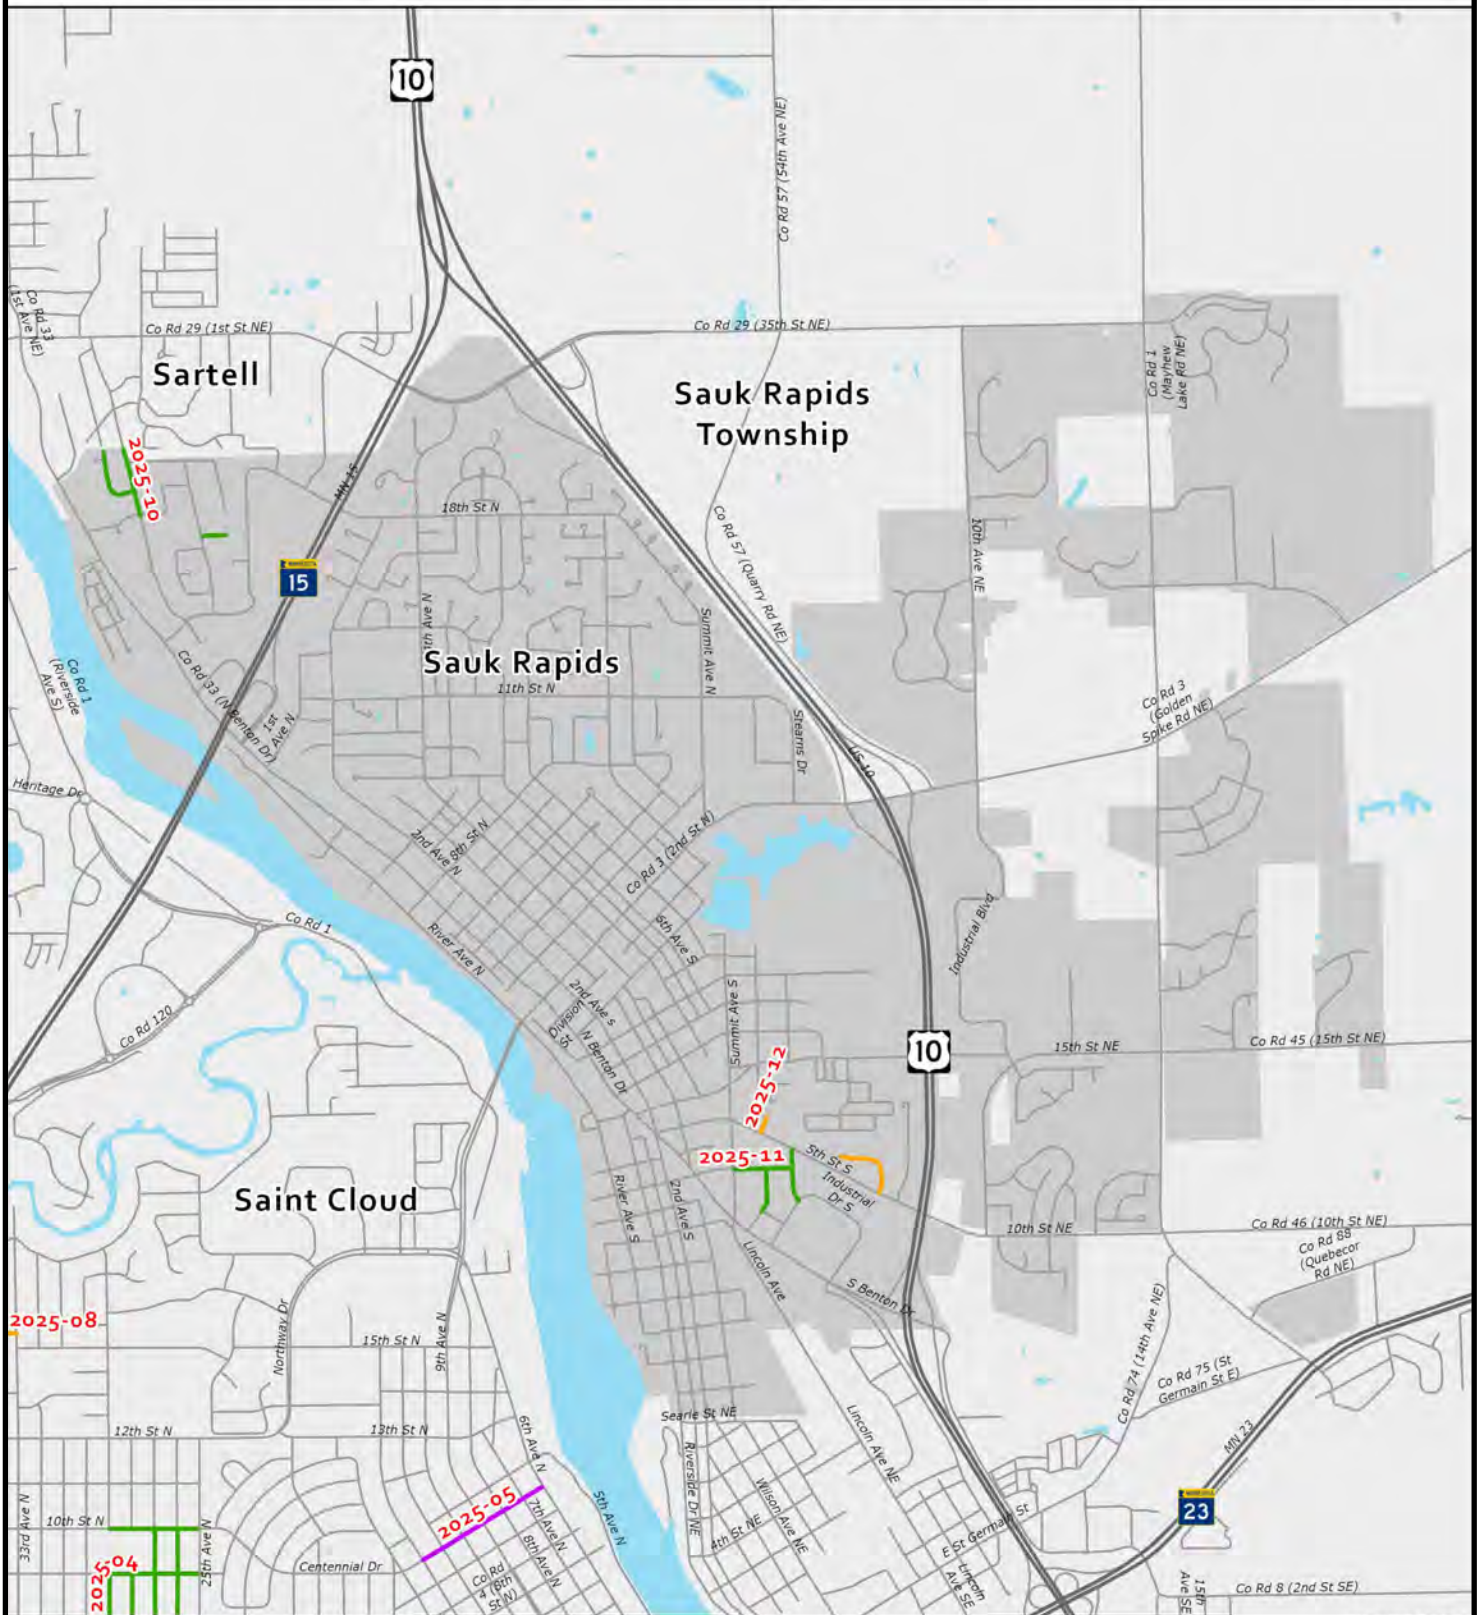 10
Co Rd 57 (54th Ave NE)
Co Rd 33
(1st Ave NE)
Co Rd 29 (1st St NE)
Co Rd 29 (35th St NE)
Sartell
Sauk Rapids
Township
Co Rd 1
(Mayhew
Lake Rd NE)
2025-10
MN 15
18th St N
Co Rd 57 (Quarry Rd NE)
10th Ave NE
MINNESOTA
15
Summit Ave N
Sauk Rapids
Co Rd 1
(Riverside
Ave S)
Co Rd 33 (N Benton Dr)
1st
Ave N
11th St N
Stearns Dr
US 10
Co Rd 3
(Golden
Spike Rd NE)
Heritage Dr
2nd Ave N
8th St N
Co Rd 3 (2nd St N)
Co Rd 1
River Ave N
6th Ave S
Industrial Blvd
Co Rd 120
2nd Ave s
Division
St
N Benton Dr
Summit Ave S
10
15th St NE
Co Rd 45 (15th St NE)
2025-12
2025-11
5th St S
Industrial
Dr S
Saint Cloud
River Ave S
2nd Ave S
10th St NE
Co Rd 46 (10th St NE)
Co Rd 88
(Quebecor
Rd NE)
Lincoln Ave
S Benton Dr
2025-08
Northway Dr
15th St N
9th Ave N
Co Rd 74 (14th Ave NE)
Co Rd 75 (St
Germain St E)
12th St N
13th St N
6th Ave N
Searle St NE
Lincoln Ave NE
MN 23
MINNESOTA
23
33rd Ave N
10th St N
25th Ave N
2025-05
7th Ave N
8th Ave N
5th Ave N
Riverside Dr NE
Wilson Ave NE
4th St NE
E St Germain St
2025-04
Centennial Dr
Co Rd
4 (8th
St N)
Lincoln
Ave SE
15th
Ave SE
Co Rd 8 (2nd St SE)